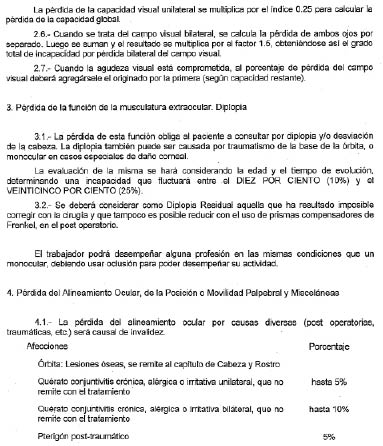 La pérdida de la capacidad visual unilateral se multiplica por el índice 0.25 para calcular la
pérdida de la capacidad global.
2.6.- Cuando se trata del campo visual bilateral, se calcula la pérdida de ambos ojos por
separado. Luego se suman y el resultado se multiplica por el factor 1.5, obteniéndose así el grado
total de incapacidad por pérdida bilateral del campo visual.
2.7.- Cuando la agudeza visual está comprometida, al porcentaje de pérdida del campo
visual deberá agregársele el originado por la primera (según capacidad restante).
3. Pérdida de la función de la musculatura extraocular. Diplopia
3.1.- La pérdida de esta función obliga al paciente a consultar por diplopia y/o desviación
de la cabeza. La diplopia también puede ser causada por traumatismo de la base de la órbita, o
monocular en casos especiales de daño corneal.
La evaluación de la misma se hará considerando la edad y el tiempo de evolución,
determinando una incapacidad que fluctuará entre el DIEZ POR CIENTO (10%) y el
VEINTICINCO POR CIENTO (25%).
3.2.- Se deberá considerar como Diplopia Residual aquella que ha resultado imposible
corregir con la cirugía y que tampoco es posible reducir con el uso de prismas compensadores de
Frenkel, en el post operatorio.
El trabajador podrá desempeñar alguna profesión en las mismas condiciones que un
monocular, debiendo usar oclusión para poder desempeñar su actividad.
4. Pérdida del Alineamiento Ocular, de la Posición o Movilidad Palpebral y Misceláneas
4.1.- La pérdida del alineamiento ocular por causas diversas (post operatorias,
traumáticas, etc.) será causal de invalidez.
Afecciones Porcentaje
Órbita: Lesiones óseas, se remite al capítulo de Cabeza y Rostro
Quérato conjuntivitis crónica, alérgica o irritativa unilateral, que no hasta 5%
remite con el tratamiento
Quérato conjuntivitis crónica, alérgica o irritativa bilateral, que no hasta 10%
remite con el tratamiento
Pterigón post-traumático 5%